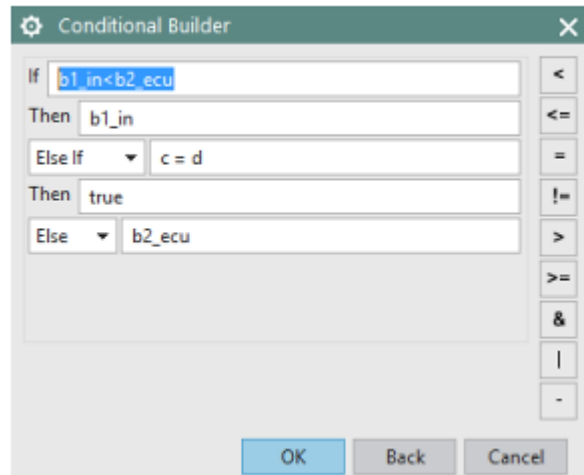 Conditional Builder
If b1_in<b2_ecu
Then b1_in
Else If c = d
Then true
Else b2_ecu
<
<=
=
!=
>
>=
&
|
-
OK Back Cancel